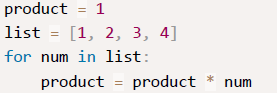 product = 1
list = [1, 2, 3, 4]
for num in list:
    product = product * num